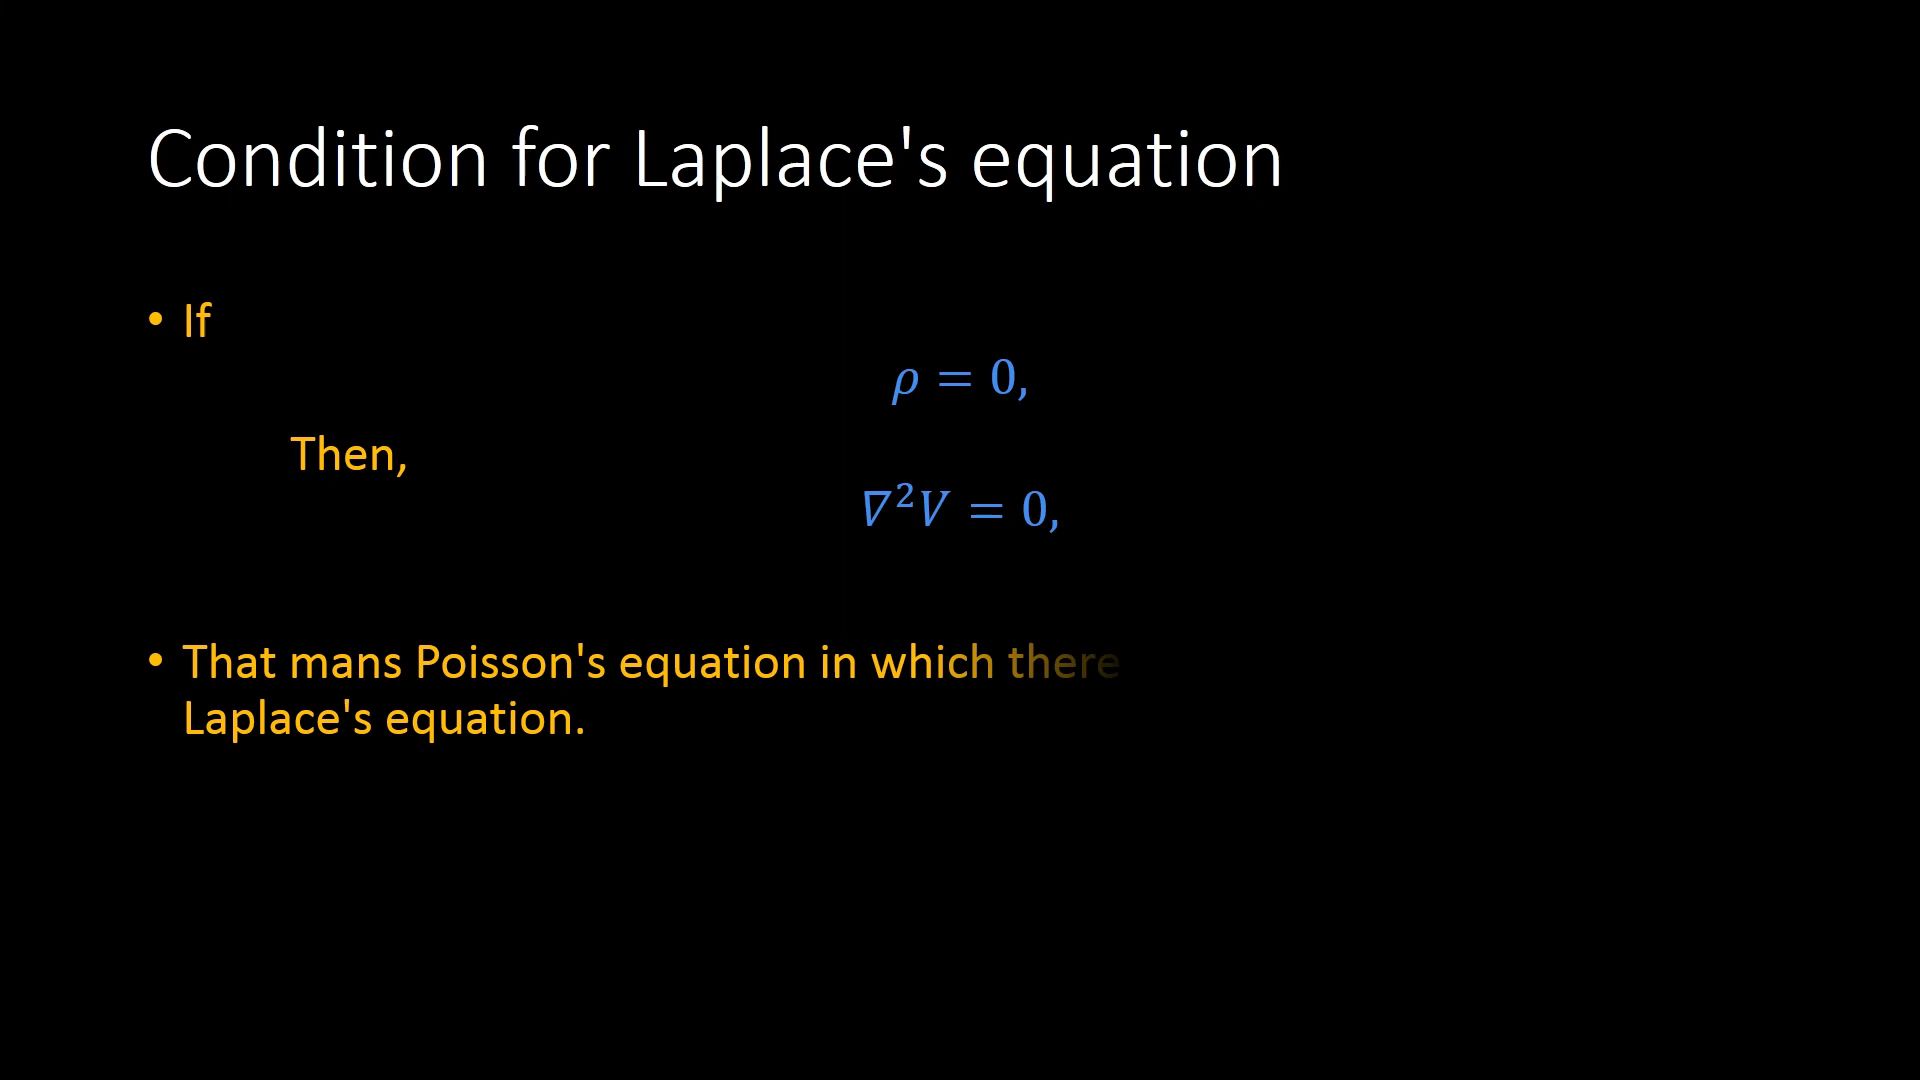 Condition for Laplace's equation
• If
ρ = 0,
Then,
∇²V = 0,
• That mans Poisson's equation in which there
Laplace's equation.